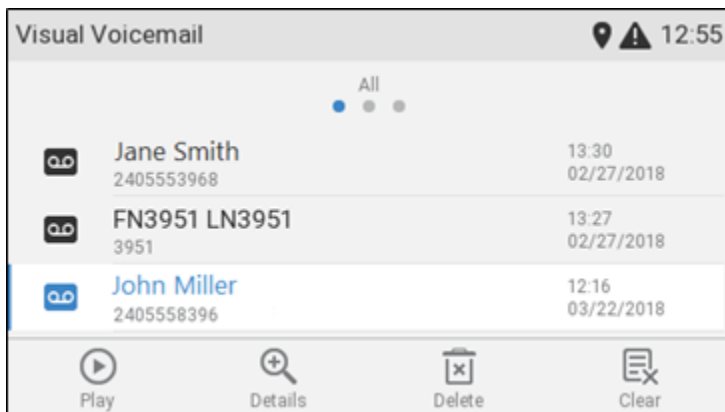 Visual Voicemail 12:55
All
Jane Smith 13:30
2405553968 02/27/2018
FN3951 LN3951 13:27
3951 02/27/2018
John Miller 12:16
2405558396 03/22/2018
Play Details Delete Clear